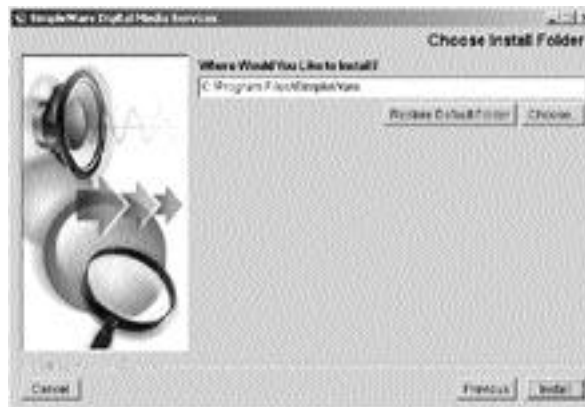 SimpleWare Digital Media Services
Choose Install Folder
Where Would You Like to Install?
C:\Program Files\SimpleWare
Restore Default Folder
Choose...
Cancel
Previous
Install